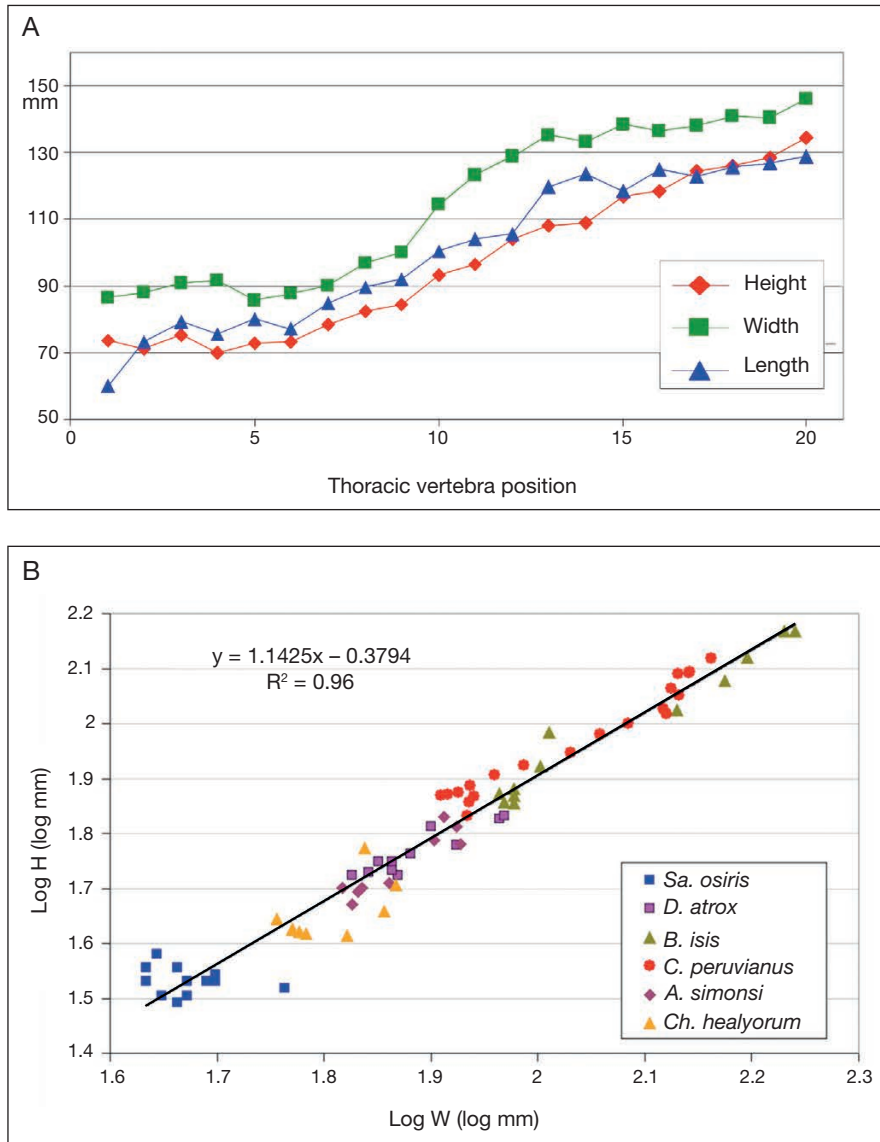 A
150
mm
130
110
90
70
50
0
5
10
15
20
Height
Width
Length
Thoracic vertebra position
B
2.2
2.1
2
1.9
1.8
1.7
1.6
1.5
1.4
Log H (log mm)
y = 1.1425x – 0.3794
R² = 0.96
Sa. osiris
D. atrox
B. isis
C. peruvianus
A. simonsi
Ch. healyorum
1.6
1.7
1.8
1.9
2
2.1
2.2
2.3
Log W (log mm)